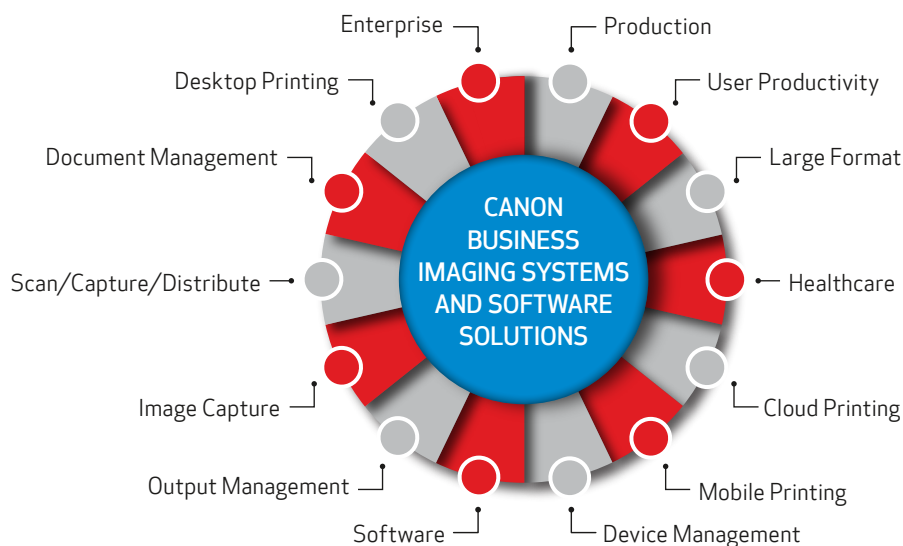 Enterprise
Production
Desktop Printing
User Productivity
Document Management
Large Format
CANON
BUSINESS
IMAGING SYSTEMS
AND SOFTWARE
SOLUTIONS
Scan/Capture/Distribute
Healthcare
Image Capture
Cloud Printing
Output Management
Mobile Printing
Software
Device Management